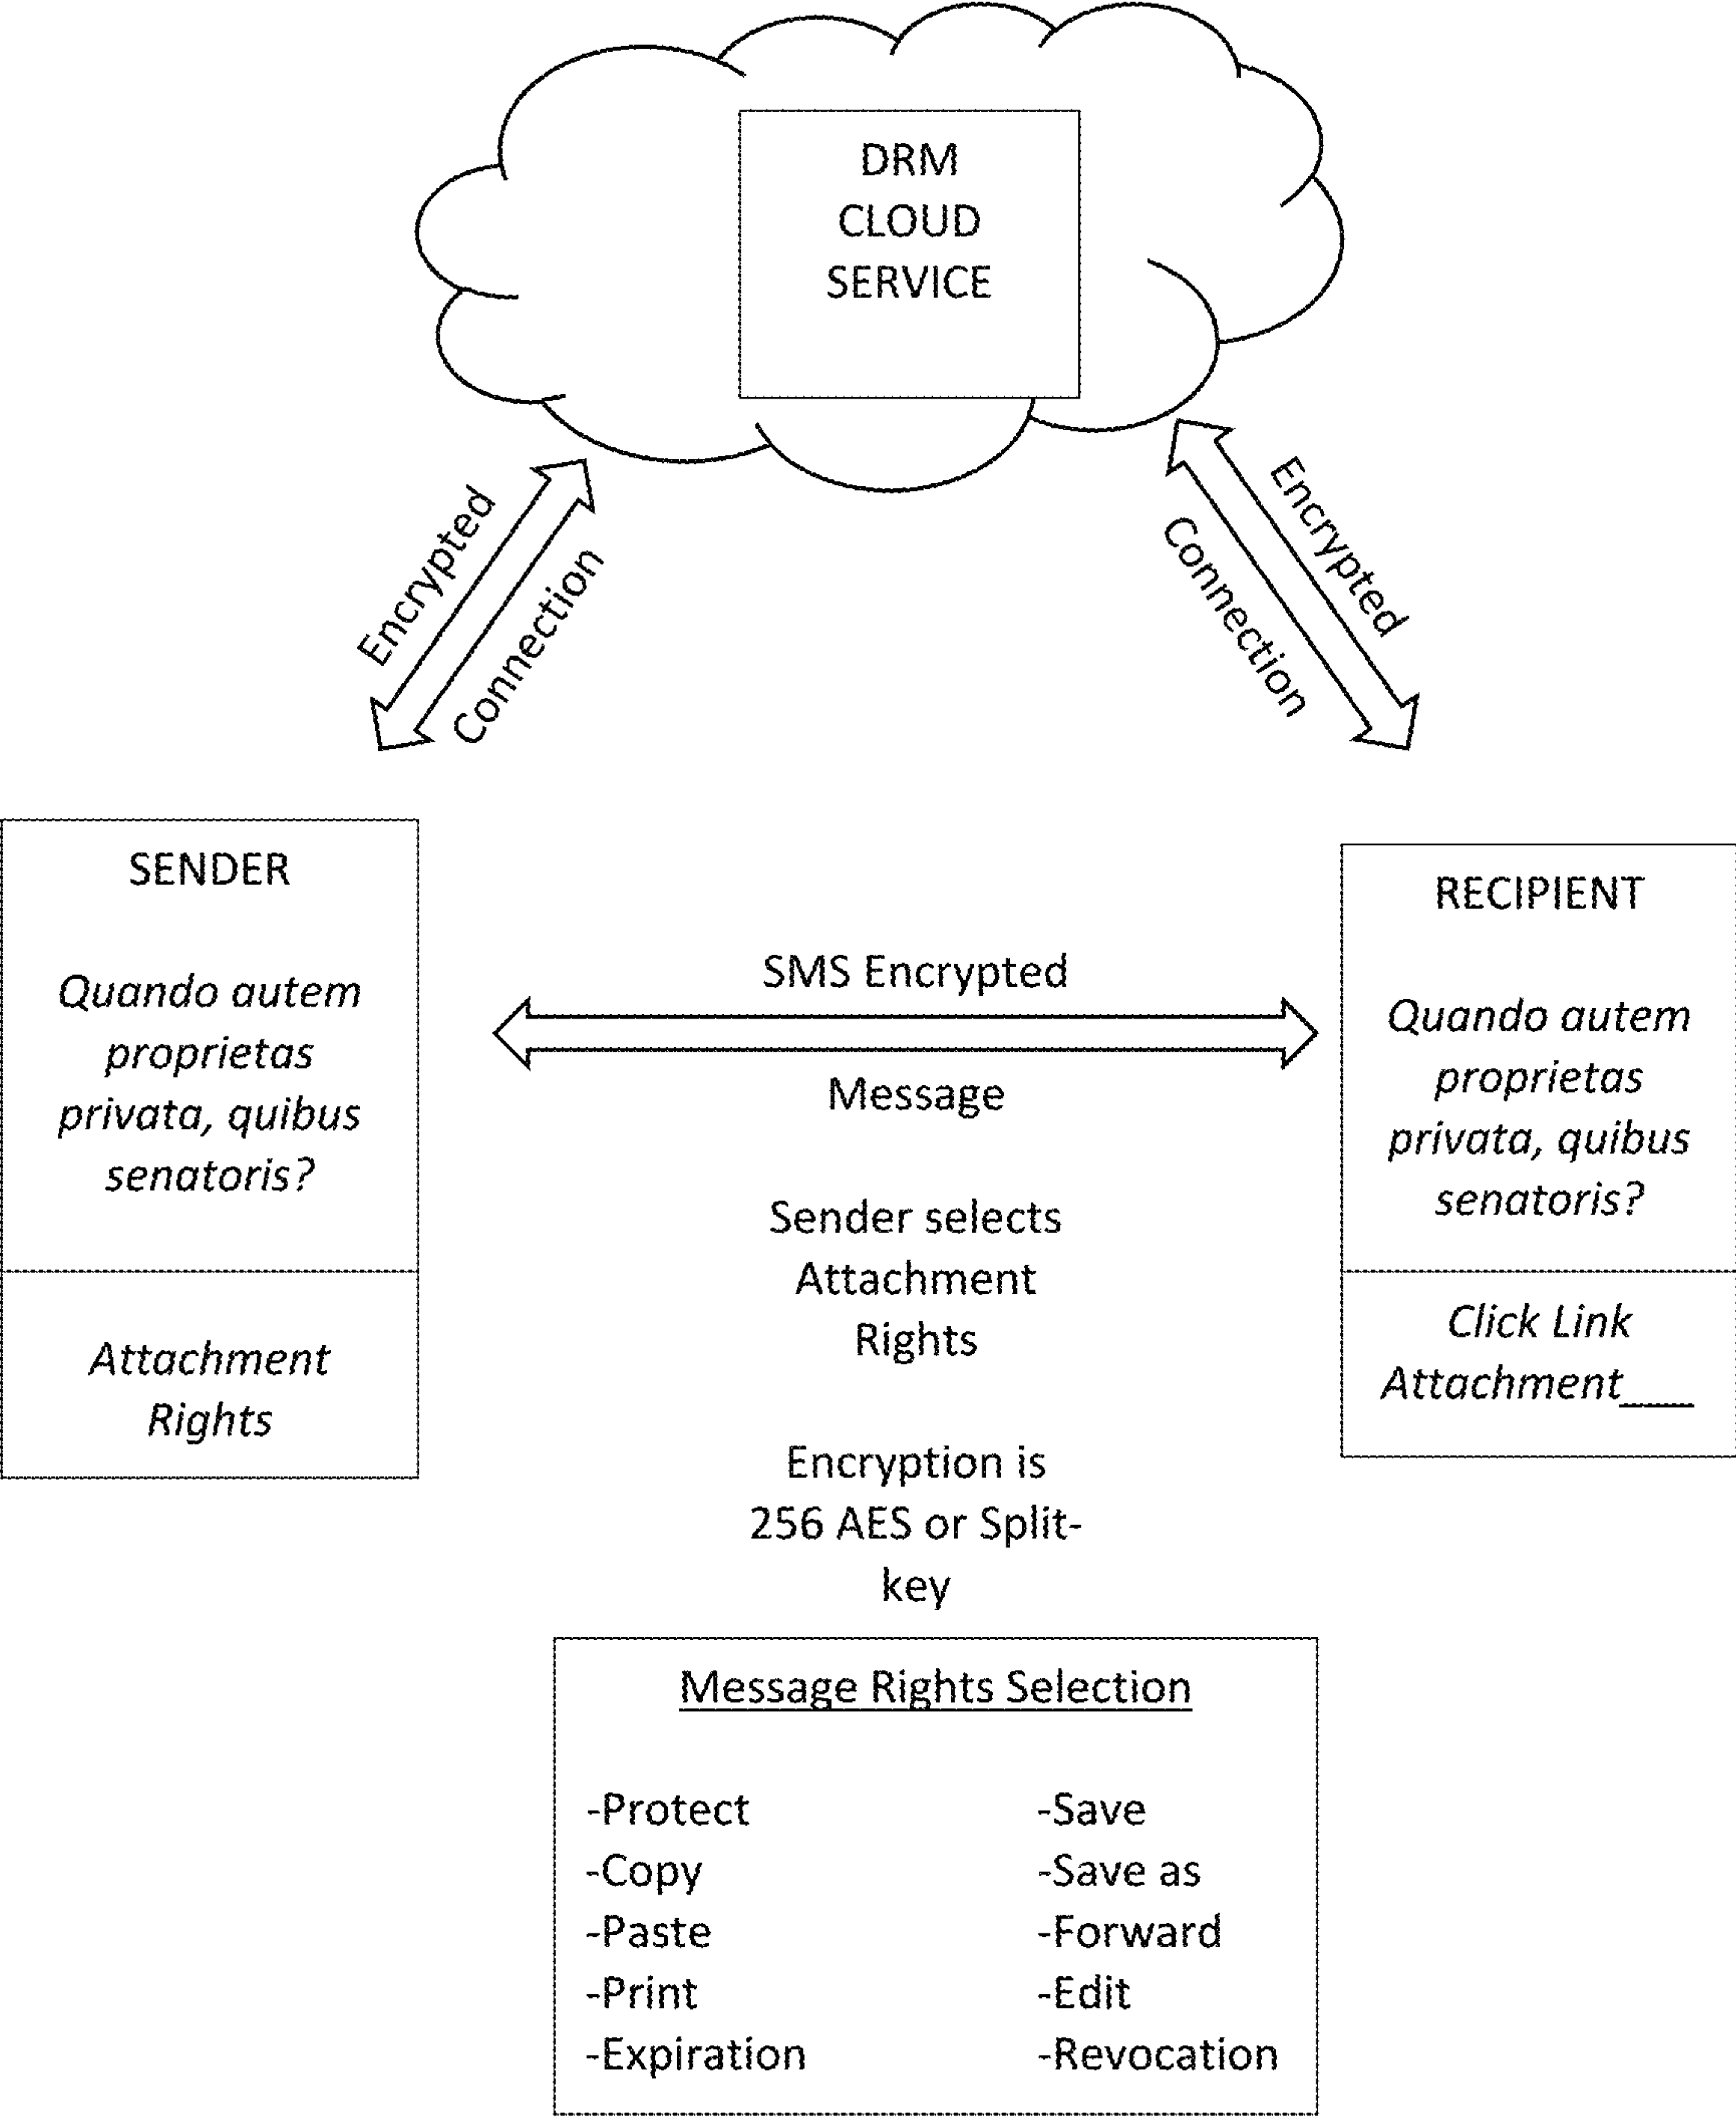 DRM
CLOUD
SERVICE
Encrypted
Connection
Encrypted
Connection
SENDER
Quando autem
proprietas
privata, quibus
senatoris?
Attachment
Rights
SMS Encrypted
Message
Sender selects
Attachment
Rights
Encryption is
256 AES or Split-
key
RECIPIENT
Quando autem
proprietas
privata, quibus
senatoris?
Click Link
Attachment___
Message Rights Selection
-Protect
-Copy
-Paste
-Print
-Expiration
-Save
-Save as
-Forward
-Edit
-Revocation